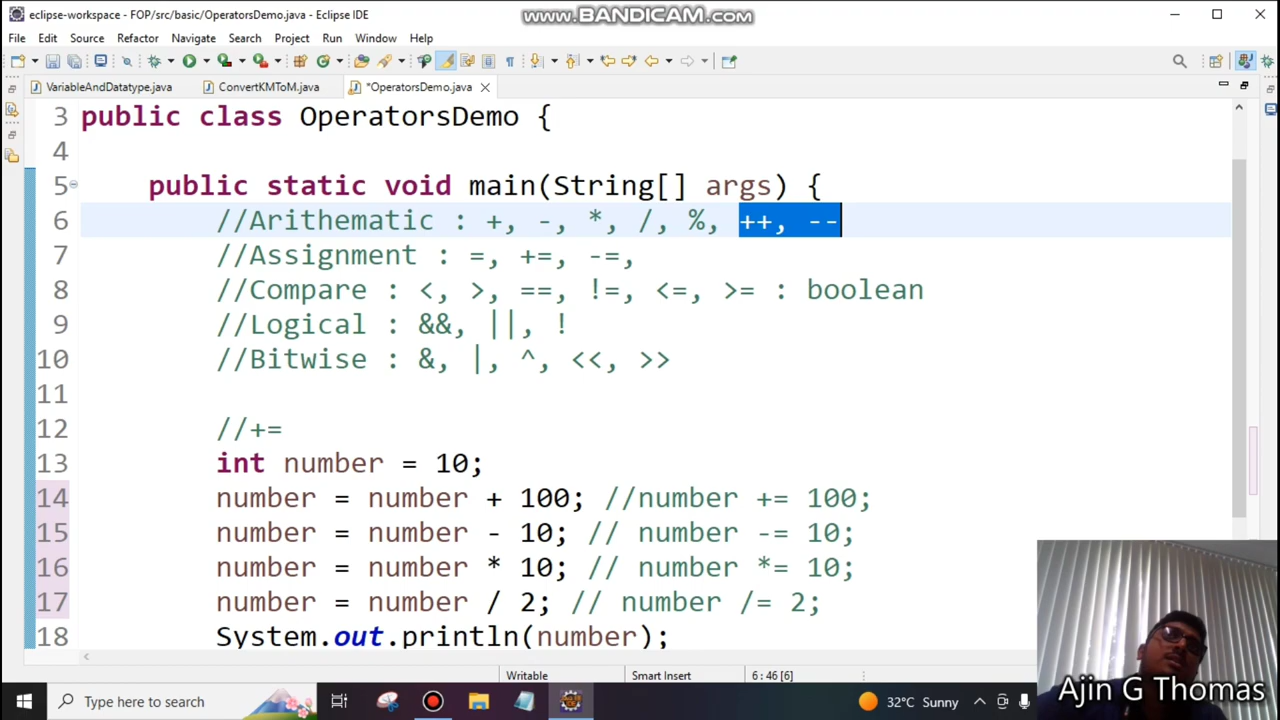 eclipse-workspace - FOP/src/basic/OperatorsDemo.java - Eclipse IDE
www.BANDICAM.com
File Edit Source Refactor Navigate Search Project Run Window Help
VariableAndDatatype.java ConvertKMToM.java *OperatorsDemo.java
3 public class OperatorsDemo {
4
5 public static void main(String[] args) {
6 //Arithematic : +, -, *, /, %, ++, --
7 //Assignment : =, +=, -=,
8 //Compare : <, >, ==, !=, <=, >= : boolean
9 //Logical : &&, ||, !
10 //Bitwise : &, |, ^, <<, >>
11
12 //+=
13 int number = 10;
14 number = number + 100; //number += 100;
15 number = number - 10; // number -= 10;
16 number = number * 10; // number *= 10;
17 number = number / 2; // number /= 2;
18 System.out.println(number);
Writable Smart Insert 6 : 46 [6]
Ajin G Thomas
Type here to search
32°C Sunny